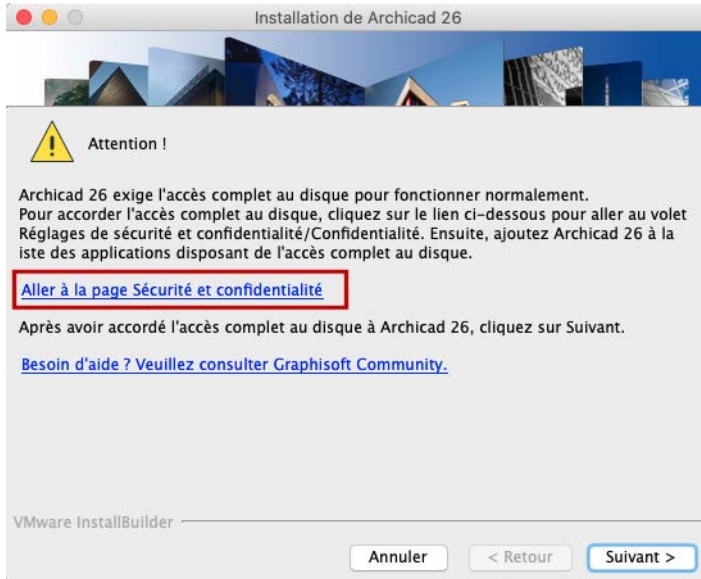 Installation de Archicad 26
Attention !
Archicad 26 exige l'accès complet au disque pour fonctionner normalement.
Pour accorder l'accès complet au disque, cliquez sur le lien ci-dessous pour aller au volet
Réglages de sécurité et confidentialité/Confidentialité. Ensuite, ajoutez Archicad 26 à la
iste des applications disposant de l'accès complet au disque.
Aller à la page Sécurité et confidentialité
Après avoir accordé l'accès complet au disque à Archicad 26, cliquez sur Suivant.
Besoin d'aide ? Veuillez consulter Graphisoft Community.
VMware InstallBuilder
Annuler < Retour Suivant >